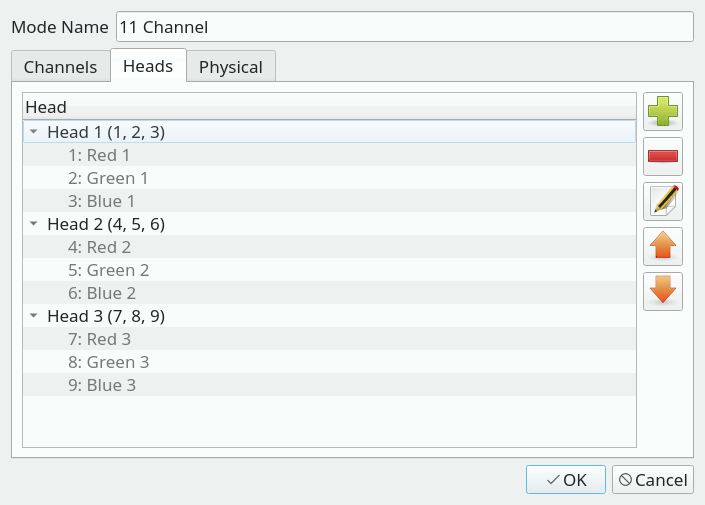 Mode Name 11 Channel
Channels Heads Physical
Head
Head 1 (1, 2, 3)
1: Red 1
2: Green 1
3: Blue 1
Head 2 (4, 5, 6)
4: Red 2
5: Green 2
6: Blue 2
Head 3 (7, 8, 9)
7: Red 3
8: Green 3
9: Blue 3
OK Cancel